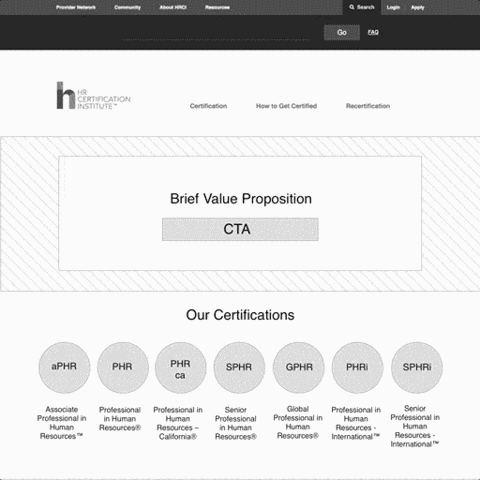 Provider Network Community About HRCI Resources Search Login Apply
Go FAQ
HR
CERTIFICATION
INSTITUTE™
Certification How to Get Certified Recertification
Brief Value Proposition
CTA
Our Certifications
aPHR
PHR
PHR
ca
SPHR
GPHR
PHRi
SPHRi
Associate
Professional in
Human
Resources™
Professional
in Human
Resources®
Professional in
Human
Resources –
California®
Senior
Professional
in Human
Resources®
Global
Professional
in Human
Resources®
Professional in
Human
Resources -
International™
Senior
Professional in
Human
Resources -
International™